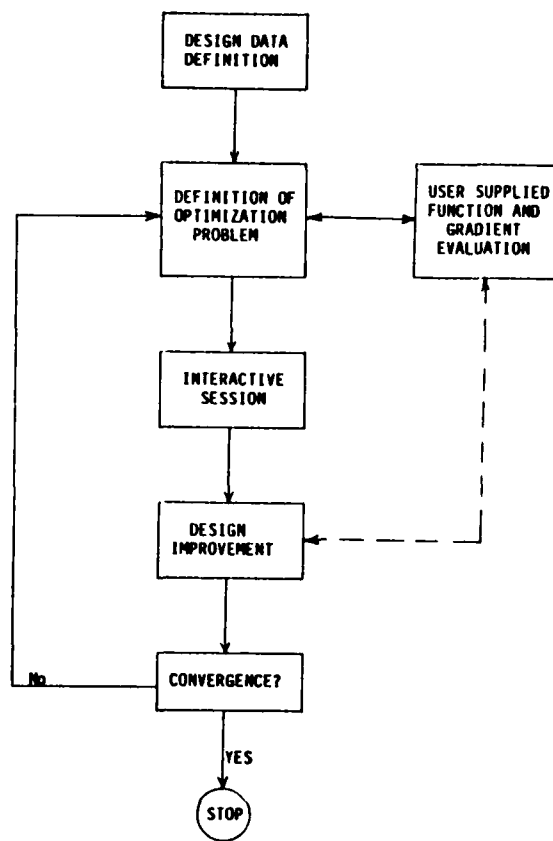 DESIGN DATA
DEFINITION
DEFINITION OF
OPTIMIZATION
PROBLEM
USER SUPPLIED
FUNCTION AND
GRADIENT
EVALUATION
INTERACTIVE
SESSION
DESIGN
IMPROVEMENT
CONVERGENCE?
No
YES
STOP